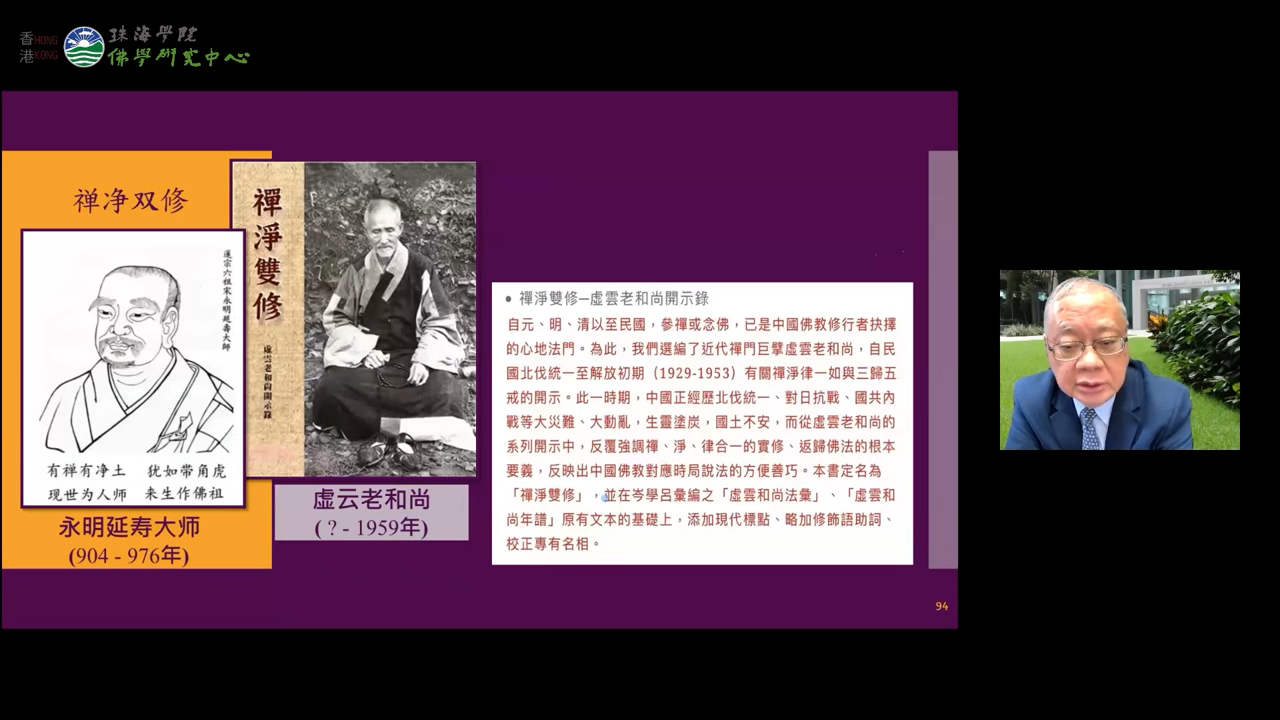 香港
HONG
KONG
珠海學院
佛學研究中心
禅净双修
蓮宗六祖宋永明延壽大師
有禅有净土 犹如带角虎
现世为人师 来生作佛祖
永明延寿大师
(904 - 976年)
禪淨雙修
虛雲老和尚開示錄
虚云老和尚
( ? - 1959年)
• 禪淨雙修─虛雲老和尚開示錄
自元、明、清以至民國，參禪或念佛，已是中國佛教修行者抉擇
的心地法門。為此，我們選編了近代禪門巨擘虛雲老和尚，自民
國北伐統一至解放初期（1929-1953）有關禪淨律一如與三歸五
戒的開示。此一時期，中國正經歷北伐統一、對日抗戰、國共內
戰等大災難、大動亂，生靈塗炭，國土不安，而從虛雲老和尚的
系列開示中，反覆強調禪、淨、律合一的實修、返歸佛法的根本
要義，反映出中國佛教對應時局說法的方便善巧。本書定名為
「禪淨雙修」，並在岑學呂彙編之「虛雲和尚法彙」、「虛雲和
尚年譜」原有文本的基礎上，添加現代標點、略加修飾語助詞、
校正專有名相。
94